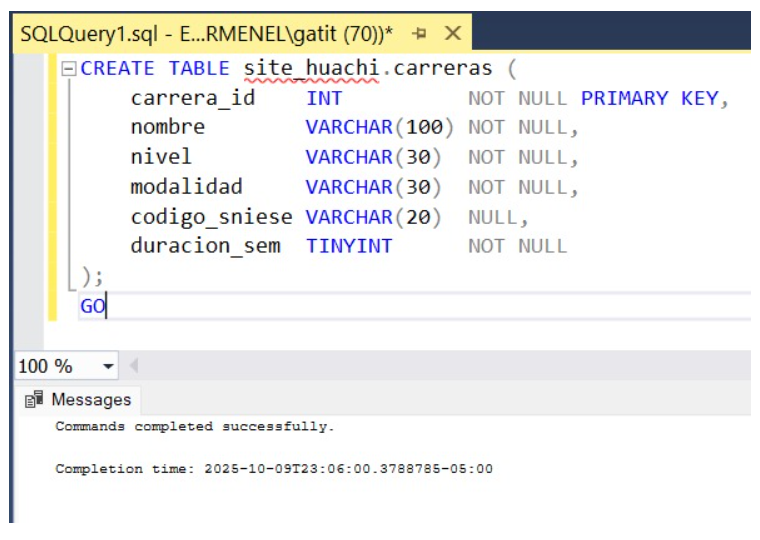 SQLQuery1.sql - E...RMENEL\gatit (70))*
CREATE TABLE site_huachi.carreras (
carrera_id INT NOT NULL PRIMARY KEY,
nombre VARCHAR(100) NOT NULL,
nivel VARCHAR(30) NOT NULL,
modalidad VARCHAR(30) NOT NULL,
codigo_sniese VARCHAR(20) NULL,
duracion_sem TINYINT NOT NULL
);
GO
100 %
Messages
Commands completed successfully.
Completion time: 2025-10-09T23:06:00.3788785-05:00